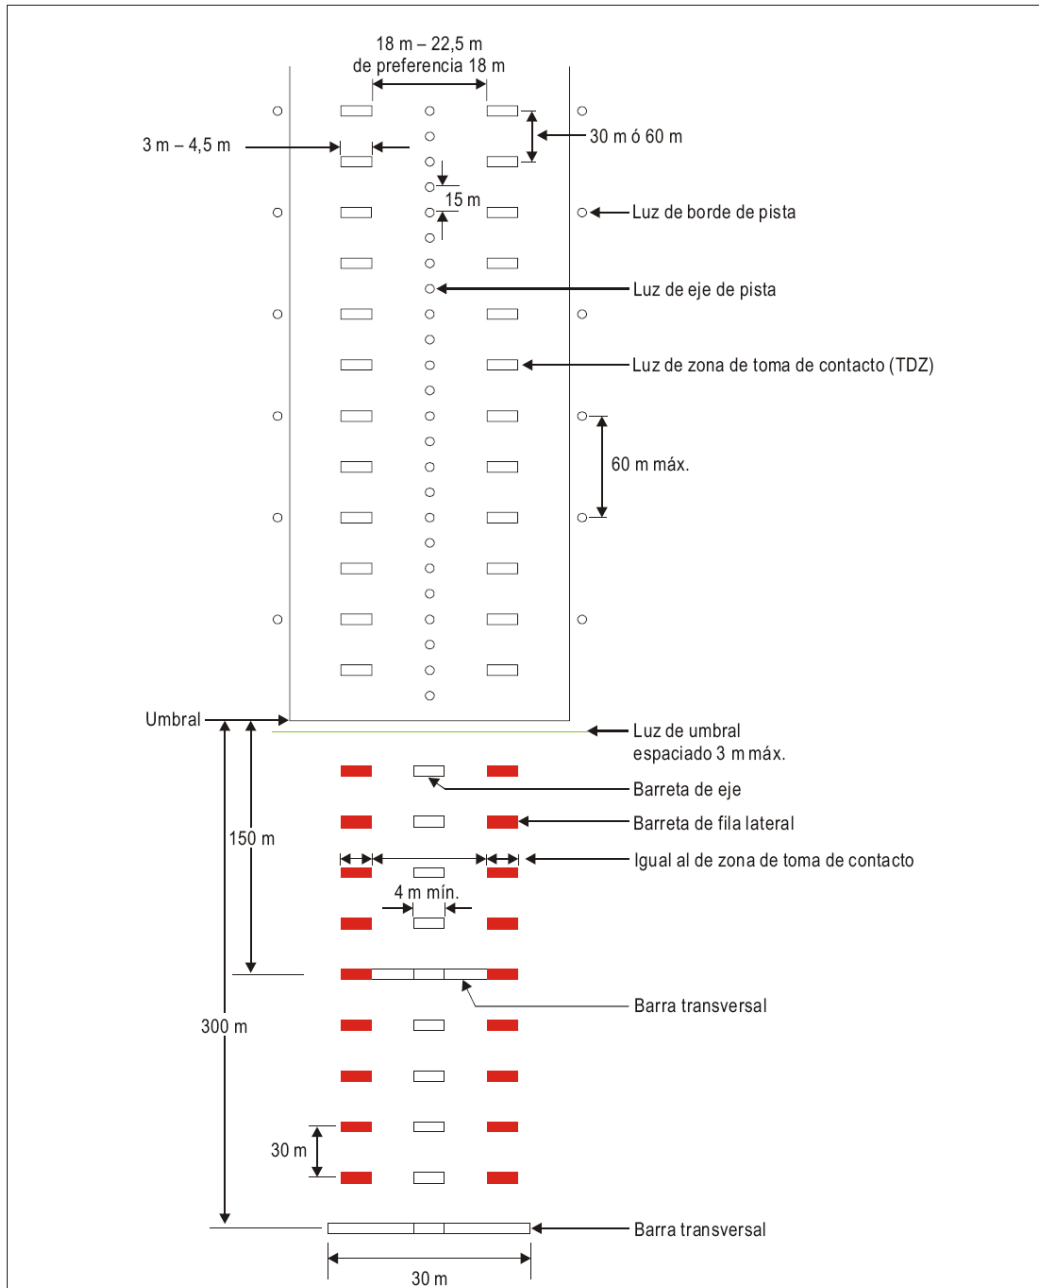 18 m – 22,5 m
de preferencia 18 m
3 m – 4,5 m
30 m ó 60 m
15 m
Luz de borde de pista
Luz de eje de pista
Luz de zona de toma de contacto (TDZ)
60 m máx.
Umbral
Luz de umbral
espaciado 3 m máx.
Barreta de eje
Barreta de fila lateral
150 m
Igual al de zona de toma de contacto
4 m mín.
Barra transversal
300 m
30 m
Barra transversal
30 m